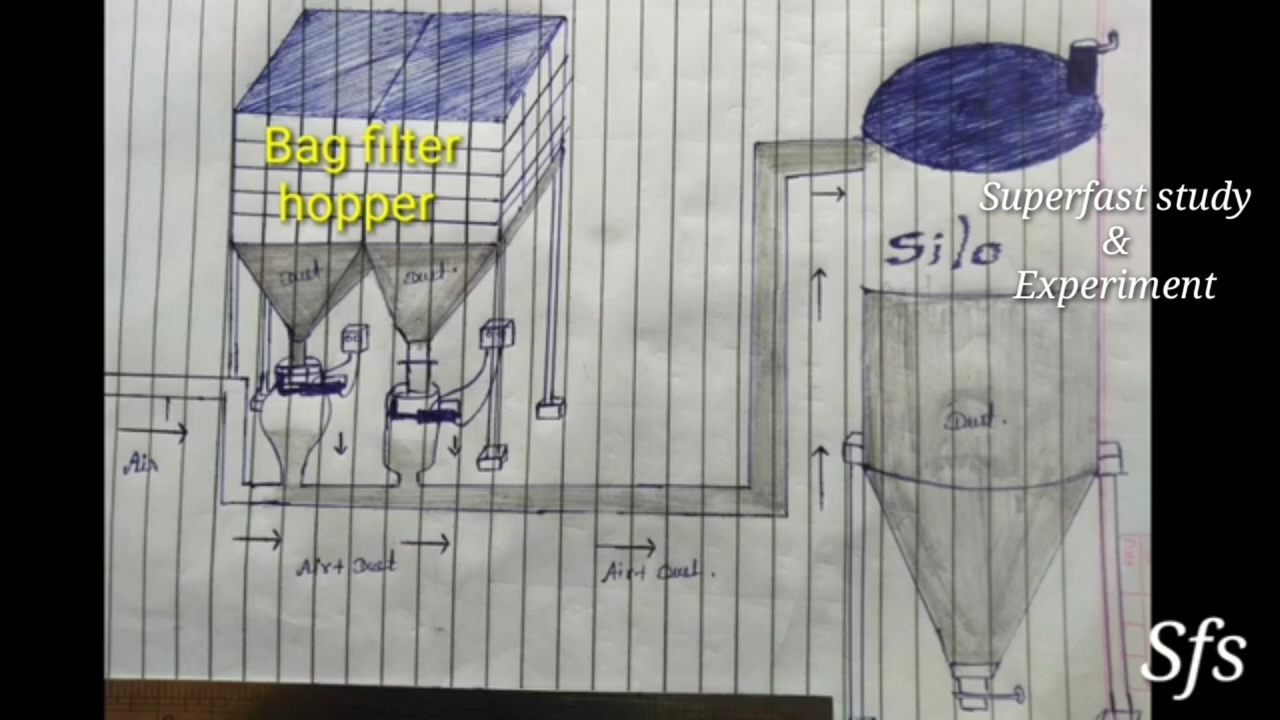 Bag filter
hopper
Superfast study
&
Experiment
Silo
Dust
Dust.
Dust.
Air
Air + Dust
Air + Dust.
Sfs